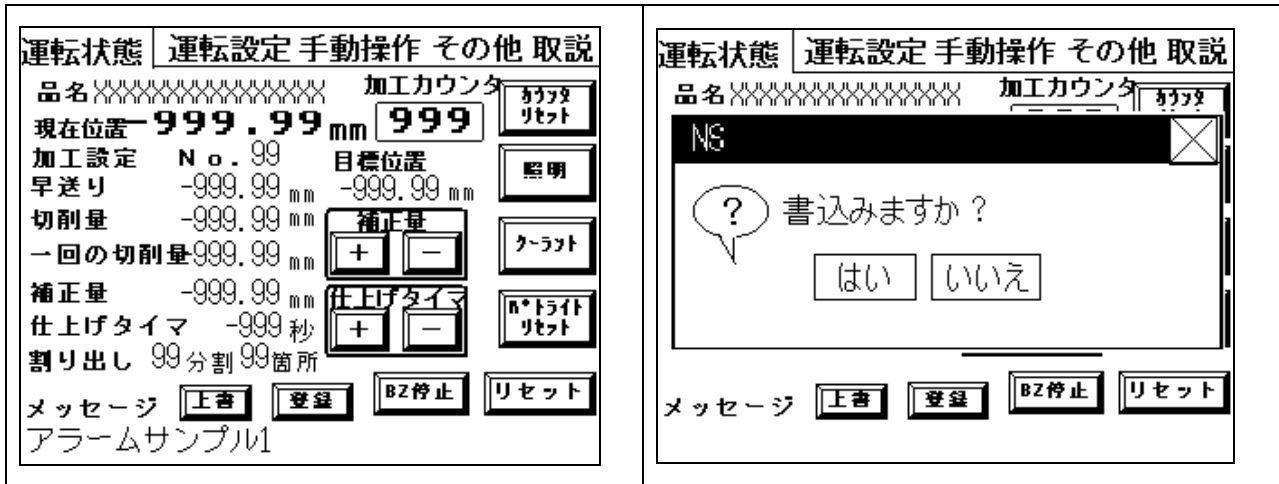 運転状態 運転設定 手動操作 その他 取説
品名XXXXXXXXXXXXXXX 加工カウンタ
カウンタ
リセット
現在位置-999.99mm 999
加工設定 No.99 目標位置
照明
早送り -999.99mm -999.99mm
切削量 -999.99mm 補正量
一回の切削量-999.99mm + -
クーラント
補正量 -999.99mm 仕上げタイマ
パトライト
リセット
仕上げタイマ -999秒 + -
割り出し 99分割99箇所
メッセージ 上書 登録 BZ停止 リセット
アラームサンプル1
運転状態 運転設定 手動操作 その他 取説
品名XXXXXXXXXXXXXXX 加工カウンタ
カウンタ
NS
? 書込みますか?
はい いいえ
メッセージ 上書 登録 BZ停止 リセット